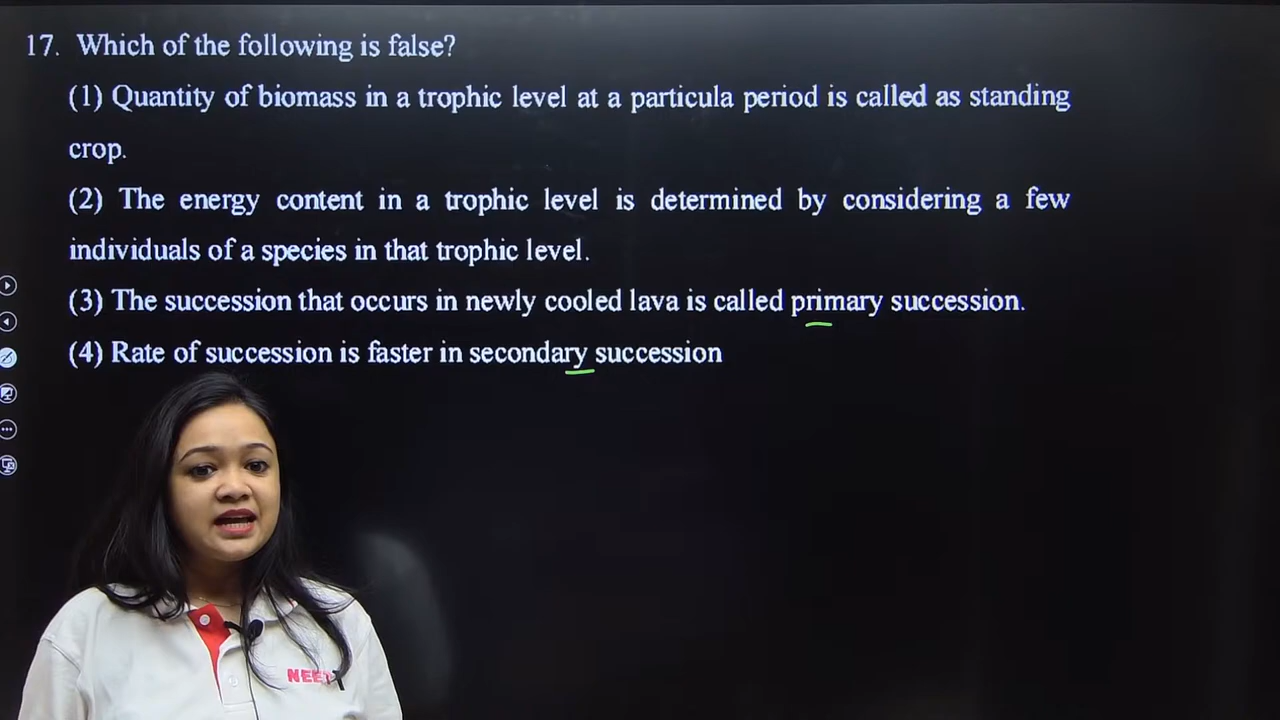 17. Which of the following is false?
(1) Quantity of biomass in a trophic level at a particula period is called as standing
crop.
(2) The energy content in a trophic level is determined by considering a few
individuals of a species in that trophic level.
(3) The succession that occurs in newly cooled lava is called primary succession.
(4) Rate of succession is faster in secondary succession
NEET